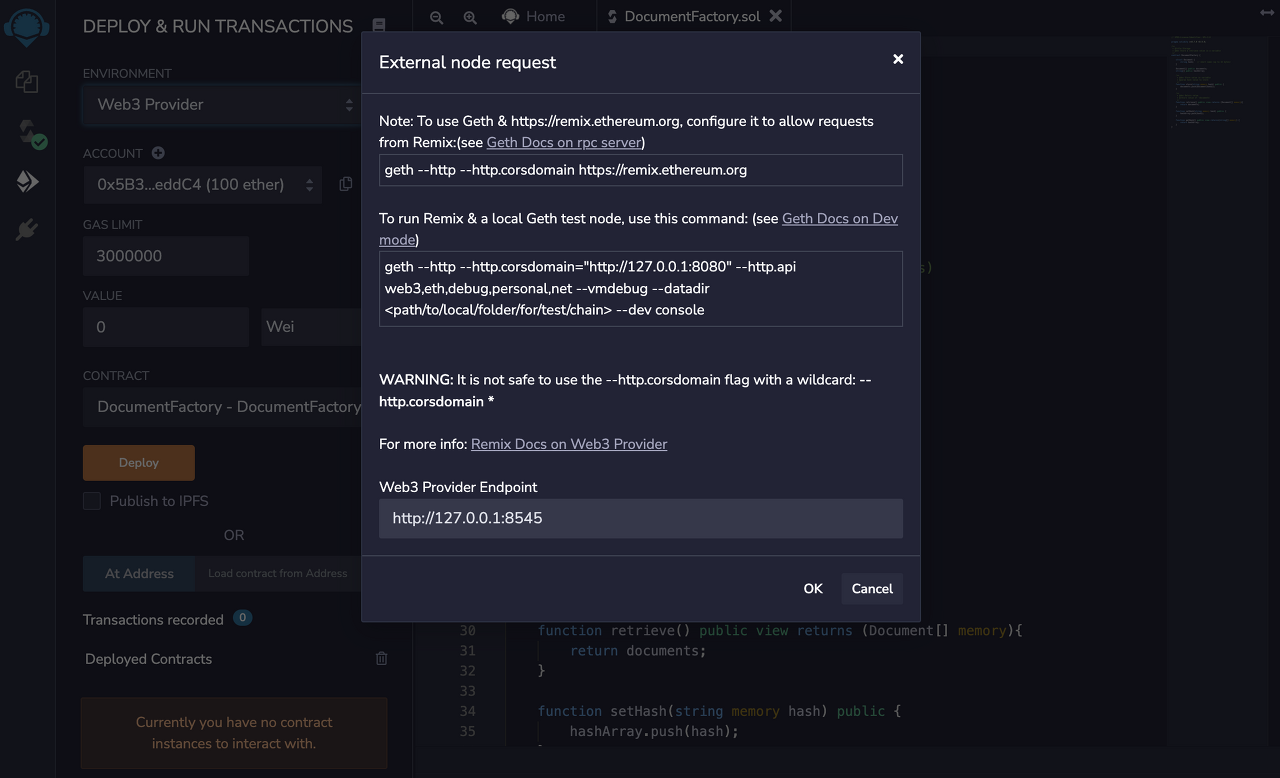 DEPLOY & RUN TRANSACTIONS
Home
DocumentFactory.sol
ENVIRONMENT
Web3 Provider
ACCOUNT
0x5B3...eddC4 (100 ether)
GAS LIMIT
3000000
VALUE
0
Wei
CONTRACT
DocumentFactory - DocumentFactory
Deploy
Publish to IPFS
OR
At Address
Load contract from Address
Transactions recorded 0
Deployed Contracts
Currently you have no contract
instances to interact with.
External node request
Note: To use Geth & https://remix.ethereum.org, configure it to allow requests
from Remix:(see Geth Docs on rpc server)
geth --http --http.corsdomain https://remix.ethereum.org
To run Remix & a local Geth test node, use this command: (see Geth Docs on Dev
mode)
geth --http --http.corsdomain="http://127.0.0.1:8080" --http.api
web3,eth,debug,personal,net --vmdebug --datadir
<path/to/local/folder/for/test/chain> --dev console
WARNING: It is not safe to use the --http.corsdomain flag with a wildcard: --
http.corsdomain *
For more info: Remix Docs on Web3 Provider
Web3 Provider Endpoint
http://127.0.0.1:8545
OK
Cancel
30 function retrieve() public view returns (Document[] memory){
31 return documents;
32 }
33
34 function setHash(string memory hash) public {
35 hashArray.push(hash);